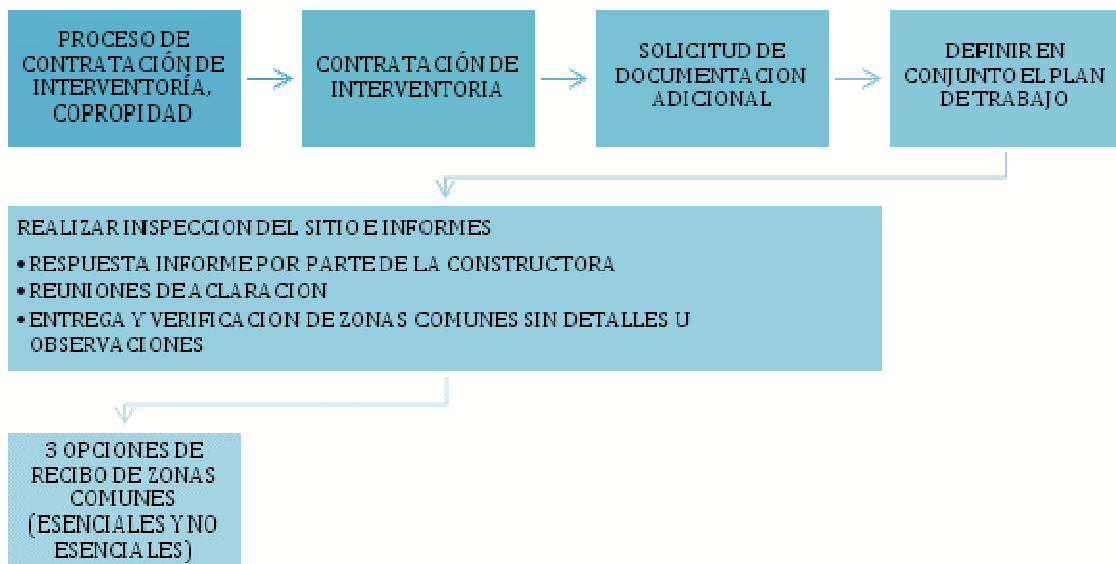 PROCESO DE
CONTRATACIÓN DE
INTERVENTORÍA,
COPROPIDAD
CONTRATACIÓN DE
INTERVENTORIA
SOLICITUD DE
DOCUMENTACION
ADICIONAL
DEFINIR EN
CONJUNTO EL PLAN
DE TRABAJO
REALIZAR INSPECCION DEL SITIO E INFORMES
• RESPUESTA INFORME POR PARTE DE LA CONSTRUCTORA
• REUNIONES DE ACLARACION
• ENTREGA Y VERIFICACION DE ZONAS COMUNES SIN DETALLES U
OBSERVACIONES
3 OPCIONES DE
RECIBO DE ZONAS
COMUNES
(ESENCIALES Y NO
ESENCIALES)